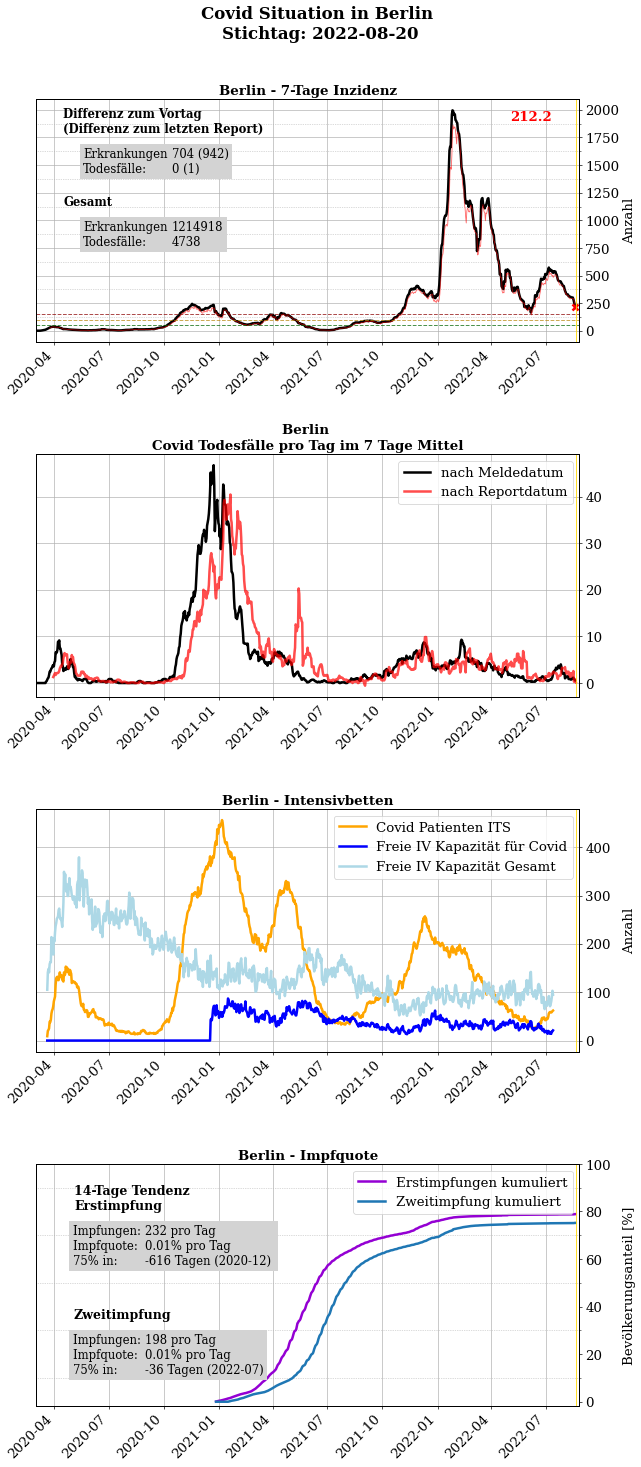 Covid Situation in Berlin
Stichtag: 2022-08-20
Berlin - 7-Tage Inzidenz
Differenz zum Vortag
(Differenz zum letzten Report)
Erkrankungen 704 (942)
Todesfälle: 0 (1)
Gesamt
Erkrankungen 1214918
Todesfälle: 4738
212.2
2000
1750
1500
1250
1000
750
500
250
0
Anzahl
2020-04
2020-07
2020-10
2021-01
2021-04
2021-07
2021-10
2022-01
2022-04
2022-07
Berlin
Covid Todesfälle pro Tag im 7 Tage Mittel
nach Meldedatum
nach Reportdatum
40
30
20
10
0
2020-04
2020-07
2020-10
2021-01
2021-04
2021-07
2021-10
2022-01
2022-04
2022-07
Berlin - Intensivbetten
Covid Patienten ITS
Freie IV Kapazität für Covid
Freie IV Kapazität Gesamt
400
300
200
100
0
Anzahl
2020-04
2020-07
2020-10
2021-01
2021-04
2021-07
2021-10
2022-01
2022-04
2022-07
Berlin - Impfquote
14-Tage Tendenz
Erstimpfung
Impfungen: 232 pro Tag
Impfquote: 0.01% pro Tag
75% in: -616 Tagen (2020-12)
Zweitimpfung
Impfungen: 198 pro Tag
Impfquote: 0.01% pro Tag
75% in: -36 Tagen (2022-07)
Erstimpfungen kumuliert
Zweitimpfung kumuliert
100
80
60
40
20
0
Bevölkerungsanteil [%]
2020-04
2020-07
2020-10
2021-01
2021-04
2021-07
2021-10
2022-01
2022-04
2022-07